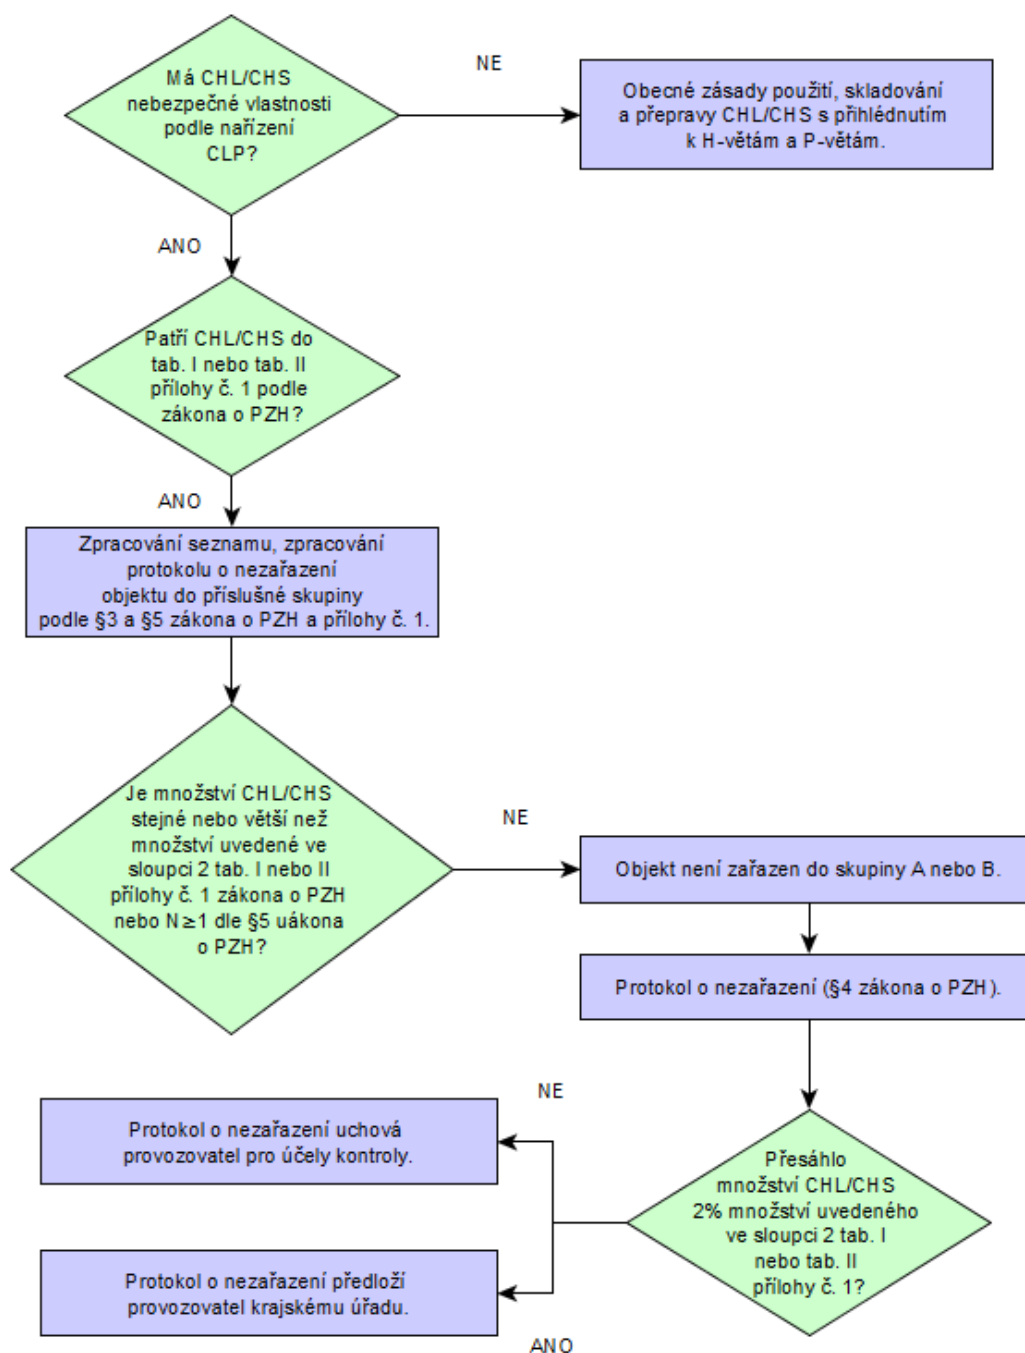 Má CHL/CHS
nebezpečné vlastnosti
podle nařízení
CLP?
NE
Obecné zásady použití, skladování
a přepravy CHL/CHS s přihlédnutím
k H-větám a P-větám.
ANO
Patří CHL/CHS do
tab. I nebo tab. II
přílohy č. 1 podle
zákona o PZH?
ANO
Zpracování seznamu, zpracování
protokolu o nezařazení
objektu do příslušné skupiny
podle §3 a §5 zákona o PZH a přílohy č. 1.
Je množství CHL/CHS
stejné nebo větší než
množství uvedené ve
sloupci 2 tab. I nebo II
přílohy č. 1 zákona o PZH
nebo N≥1 dle §5 uákona
o PZH?
NE
Objekt není zařazen do skupiny A nebo B.
Protokol o nezařazení (§4 zákona o PZH).
Přesáhlo
množství CHL/CHS
2% množství uvedeného
ve sloupci 2 tab. I
nebo tab. II
přílohy č. 1?
NE
Protokol o nezařazení uchová
provozovatel pro účely kontroly.
Protokol o nezařazení předloží
provozovatel krajskému úřadu.
ANO